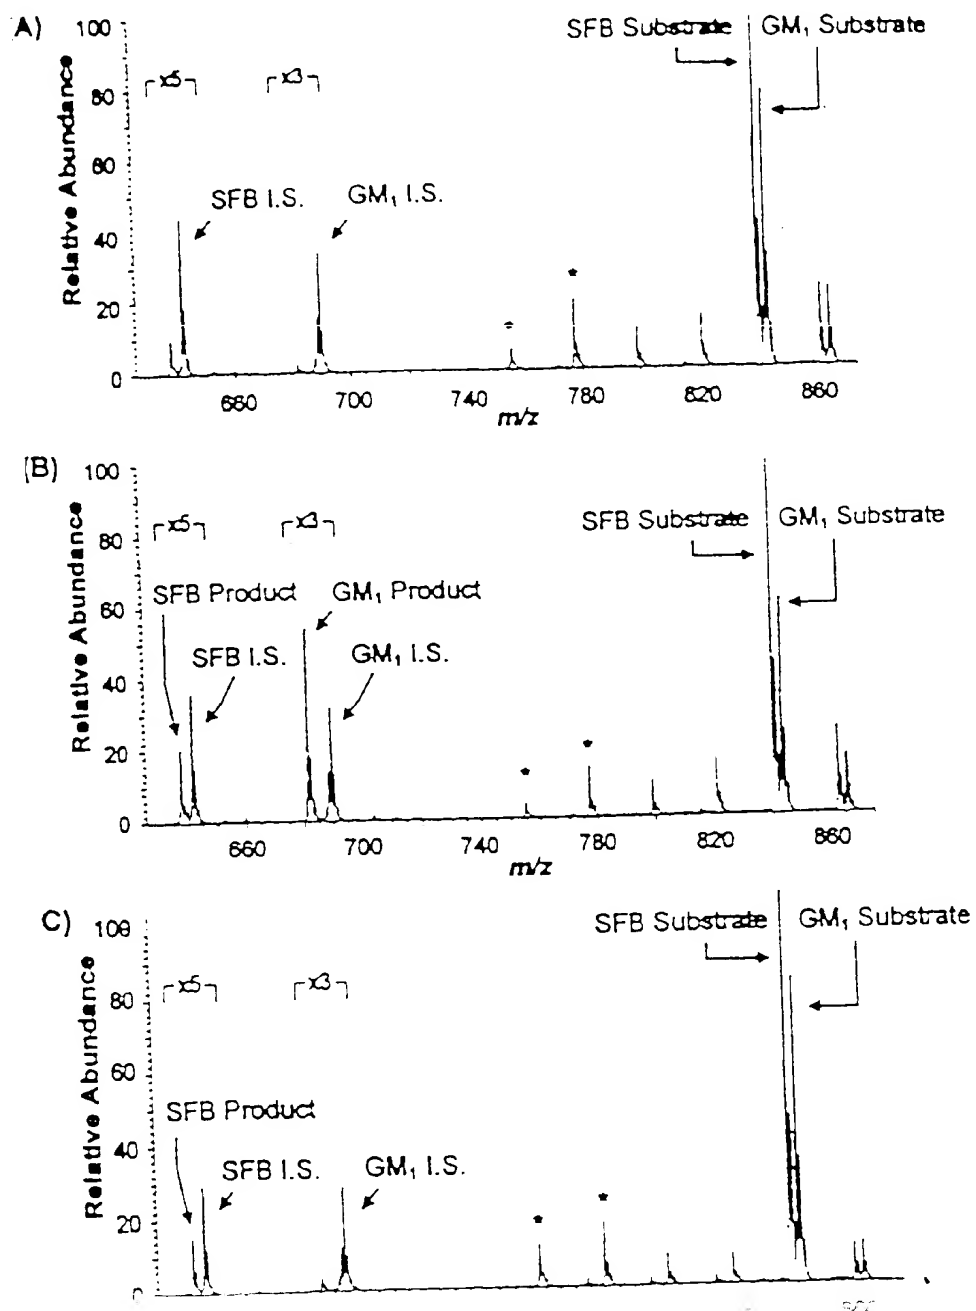 A)
SFB Substrate GM₁ Substrate
100
x5 x3
80
60
SFB I.S. GM₁ I.S.
40
20
0
Relative Abundance
* *
660 700 740 780 820 860
m/z
(B)
100
SFB Substrate GM₁ Substrate
x5 x3
80
SFB Product GM₁ Product
60
SFB I.S. GM₁ I.S.
40
20
0
Relative Abundance
* *
660 700 740 780 820 860
m/z
C)
100
SFB Substrate GM₁ Substrate
x5 x3
80
60
SFB Product
40
SFB I.S. GM₁ I.S.
20
0
Relative Abundance
* *